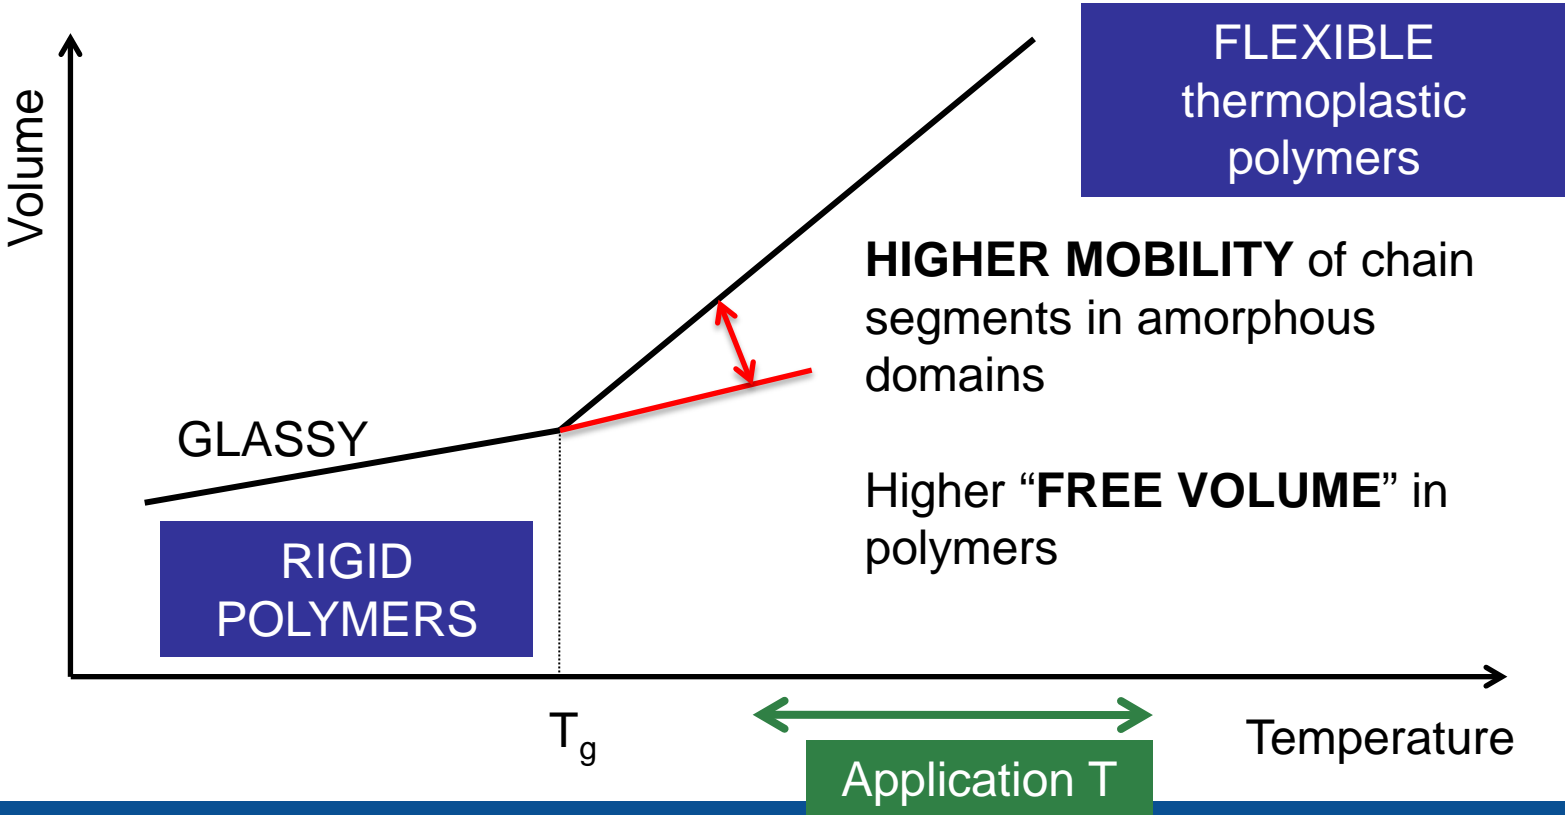 Volume
FLEXIBLE
thermoplastic
polymers
HIGHER MOBILITY of chain
segments in amorphous
domains
GLASSY
Higher “FREE VOLUME” in
polymers
RIGID
POLYMERS
Tg
Temperature
Application T